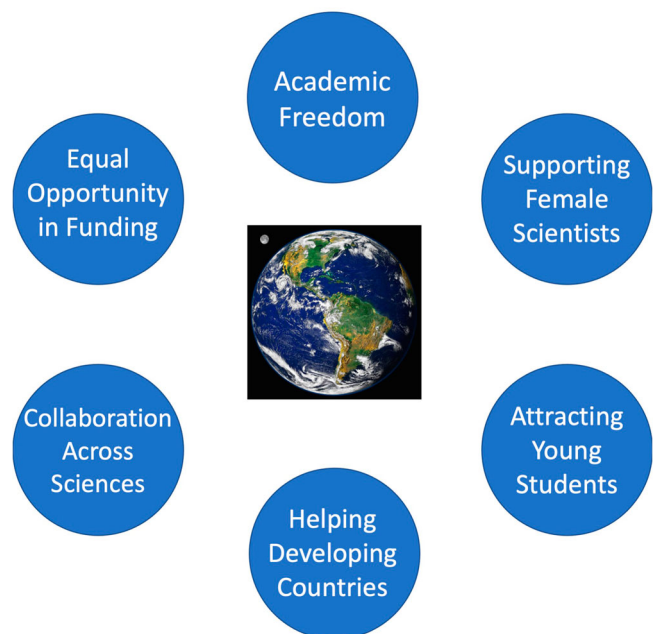 Academic
Freedom
Equal
Opportunity
in Funding
Supporting
Female
Scientists
Collaboration
Across
Sciences
Attracting
Young
Students
Helping
Developing
Countries